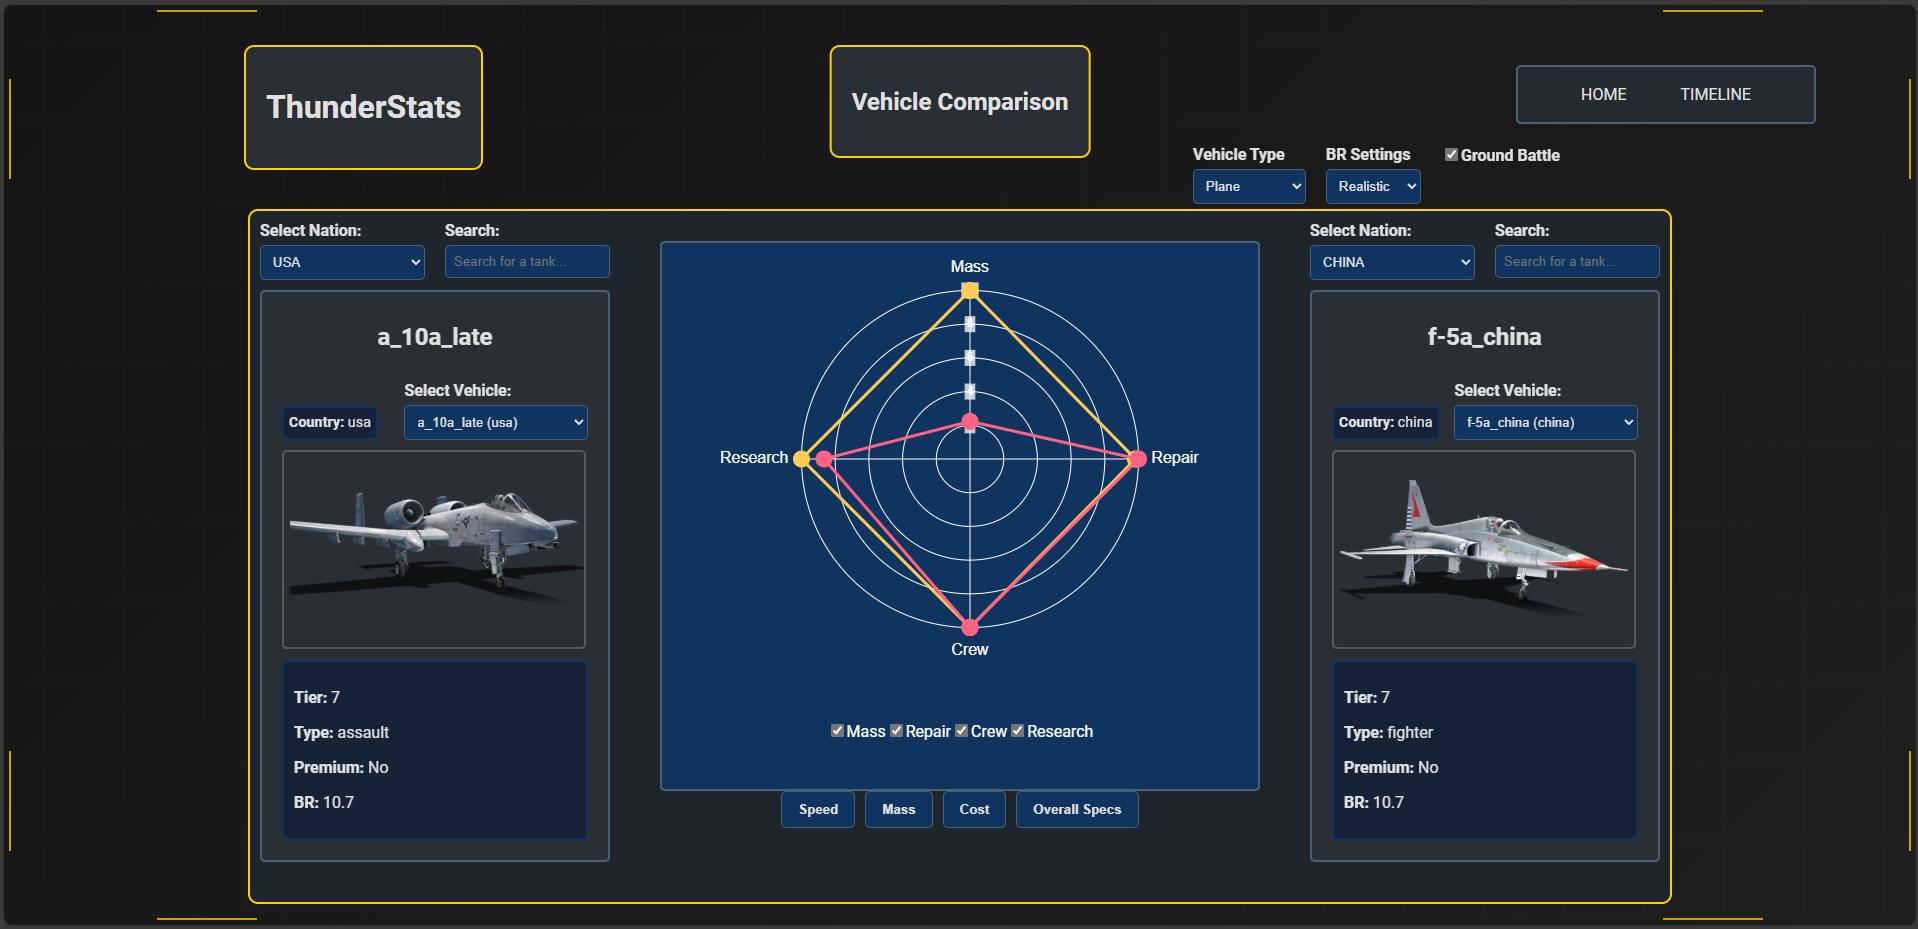 ThunderStats
Vehicle Comparison
HOME TIMELINE
Vehicle Type BR Settings Ground Battle
Plane Realistic
Select Nation: Search:
USA Search for a tank...
a_10a_late
Select Vehicle:
Country: usa a_10a_late (usa)
Tier: 7
Type: assault
Premium: No
BR: 10.7
Mass
8
6
4
Research Repair
Crew
Mass Repair Crew Research
Speed Mass Cost Overall Specs
Select Nation: Search:
CHINA Search for a tank...
f-5a_china
Select Vehicle:
Country: china f-5a_china (china)
Tier: 7
Type: fighter
Premium: No
BR: 10.7